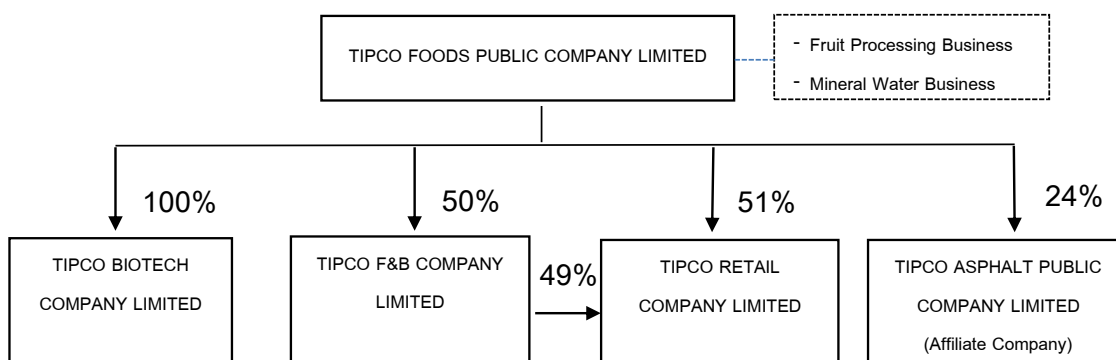 TIPCO FOODS PUBLIC COMPANY LIMITED
- Fruit Processing Business
- Mineral Water Business
100%
50%
51%
24%
TIPCO BIOTECH
COMPANY LIMITED
TIPCO F&B COMPANY
LIMITED
49%
TIPCO RETAIL
COMPANY LIMITED
TIPCO ASPHALT PUBLIC
COMPANY LIMITED
(Affiliate Company)